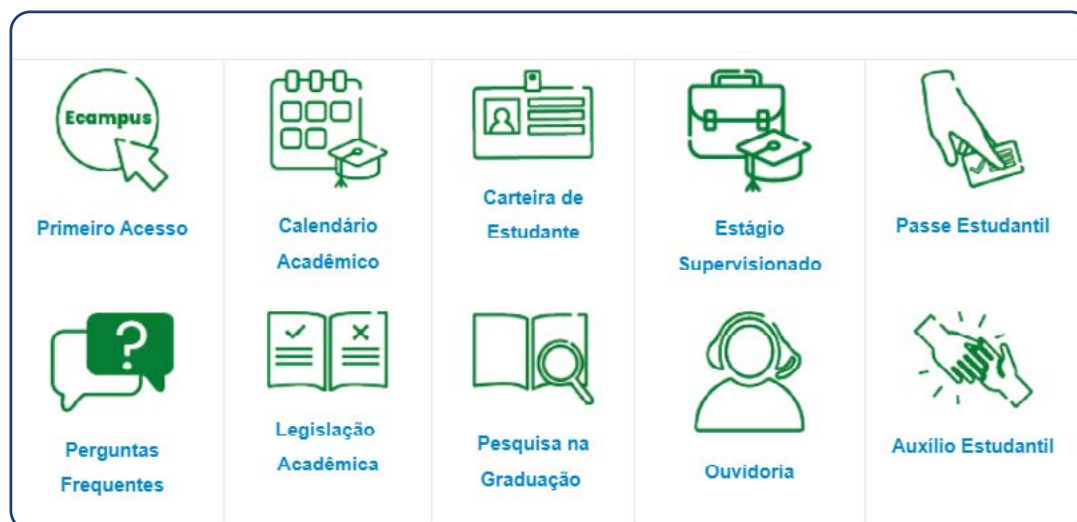 Ecampus
Primeiro Acesso
Calendário
Acadêmico
Carteira de
Estudante
Estágio
Supervisionado
Passe Estudantil
?
Perguntas
Frequentes
Legislação
Acadêmica
Pesquisa na
Graduação
Ouvidoria
Auxílio Estudantil